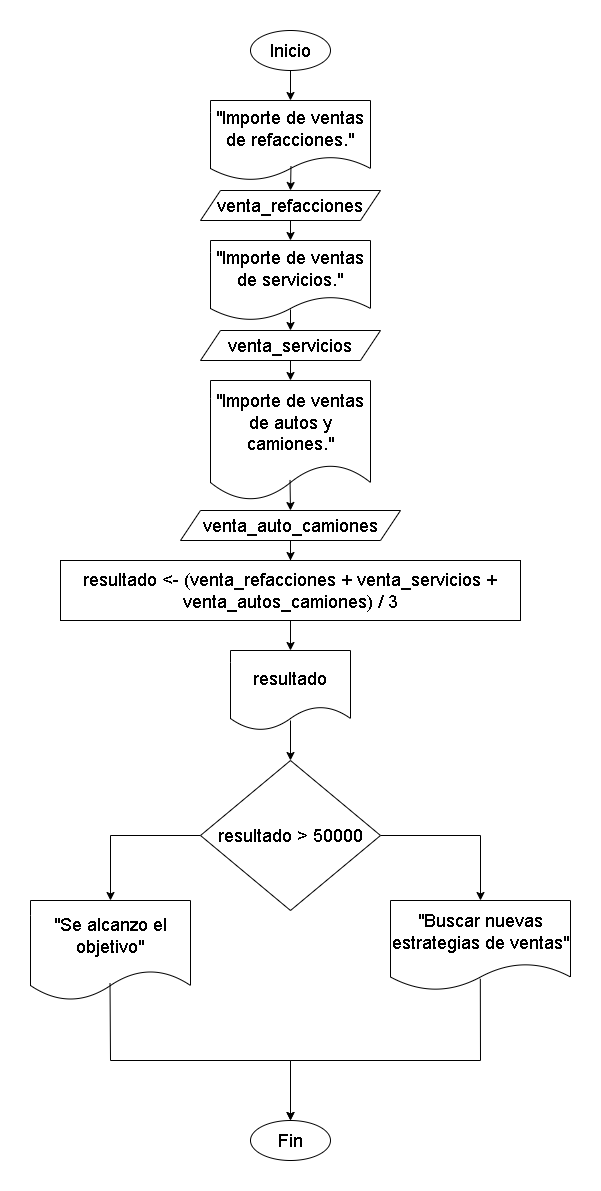 Inicio
"Importe de ventas
de refacciones."
venta_refacciones
"Importe de ventas
de servicios."
venta_servicios
"Importe de ventas
de autos y
camiones."
venta_auto_camiones
resultado <- (venta_refacciones + venta_servicios +
venta_autos_camiones) / 3
resultado
resultado > 50000
"Se alcanzo el
objetivo"
"Buscar nuevas
estrategias de ventas"
Fin